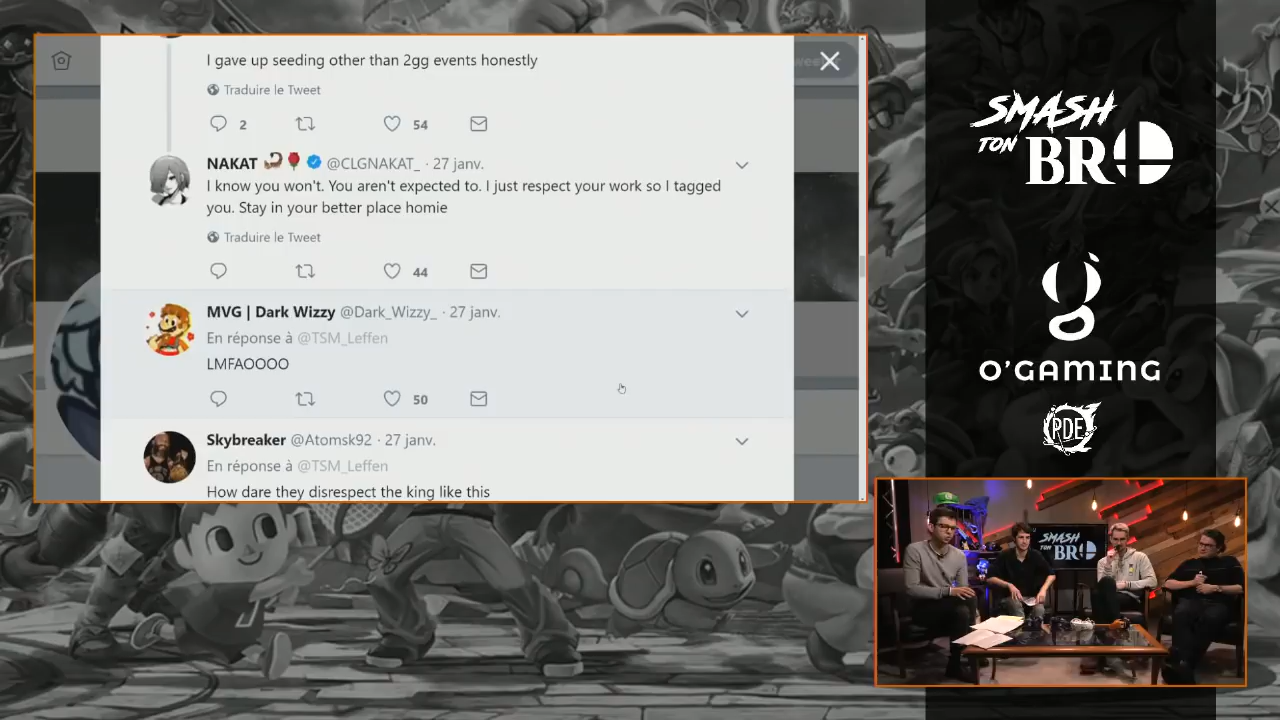 I gave up seeding other than 2gg events honestly
Traduire le Tweet
2 54
NAKAT @CLGNAKAT_ · 27 janv.
I know you won't. You aren't expected to. I just respect your work so I tagged
you. Stay in your better place homie
Traduire le Tweet
44
MVG | Dark Wizzy @Dark_Wizzy_ · 27 janv.
En réponse à @TSM_Leffen
LMFAOOOO
50
Skybreaker @Atomsk92 · 27 janv.
En réponse à @TSM_Leffen
How dare they disrespect the king like this
SMASH
TON BRO
O'GAMING
PDE
SMASH
TON BRO